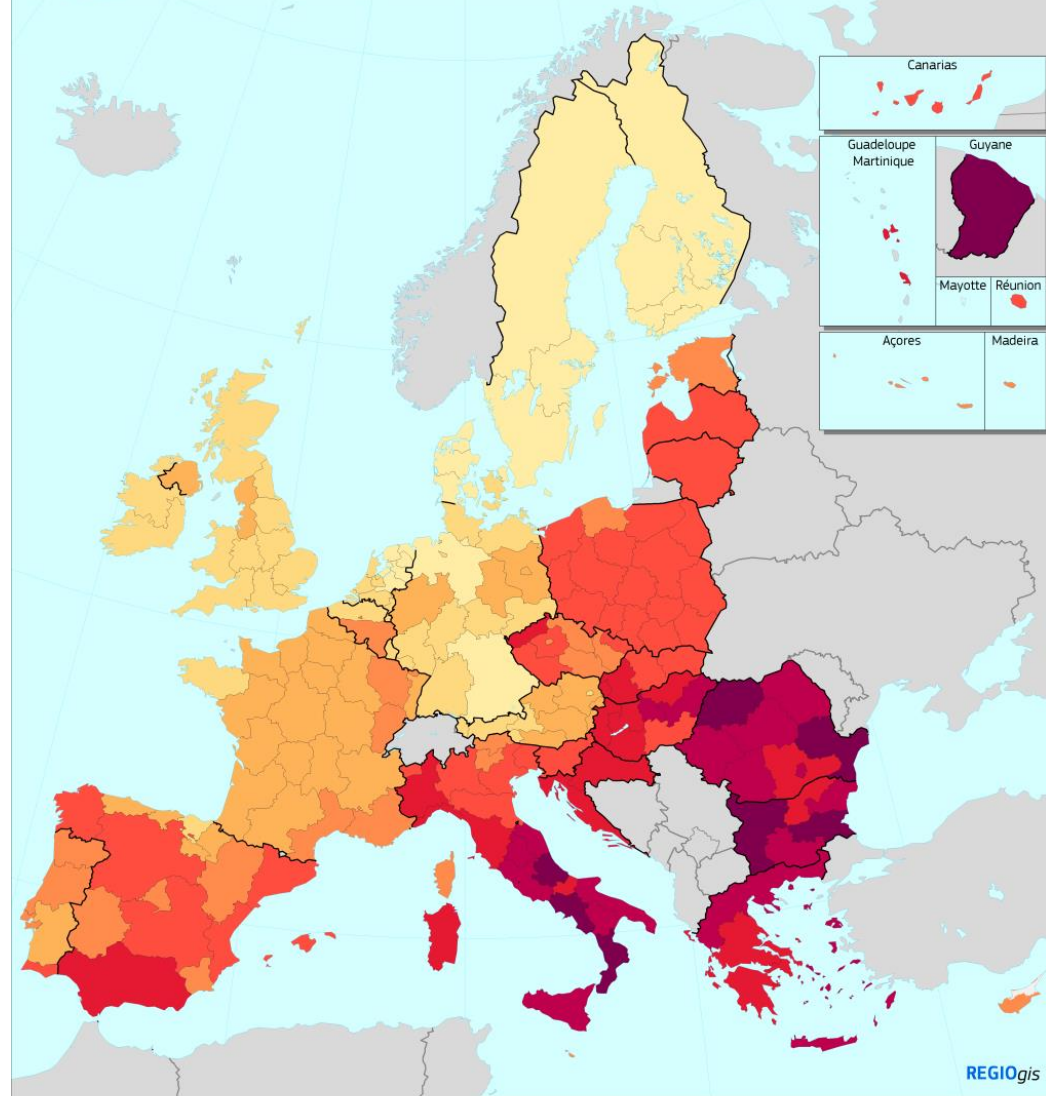 Canarias
Guadeloupe
Martinique
Guyane
Mayotte
Réunion
Açores
Madeira
REGIOgis